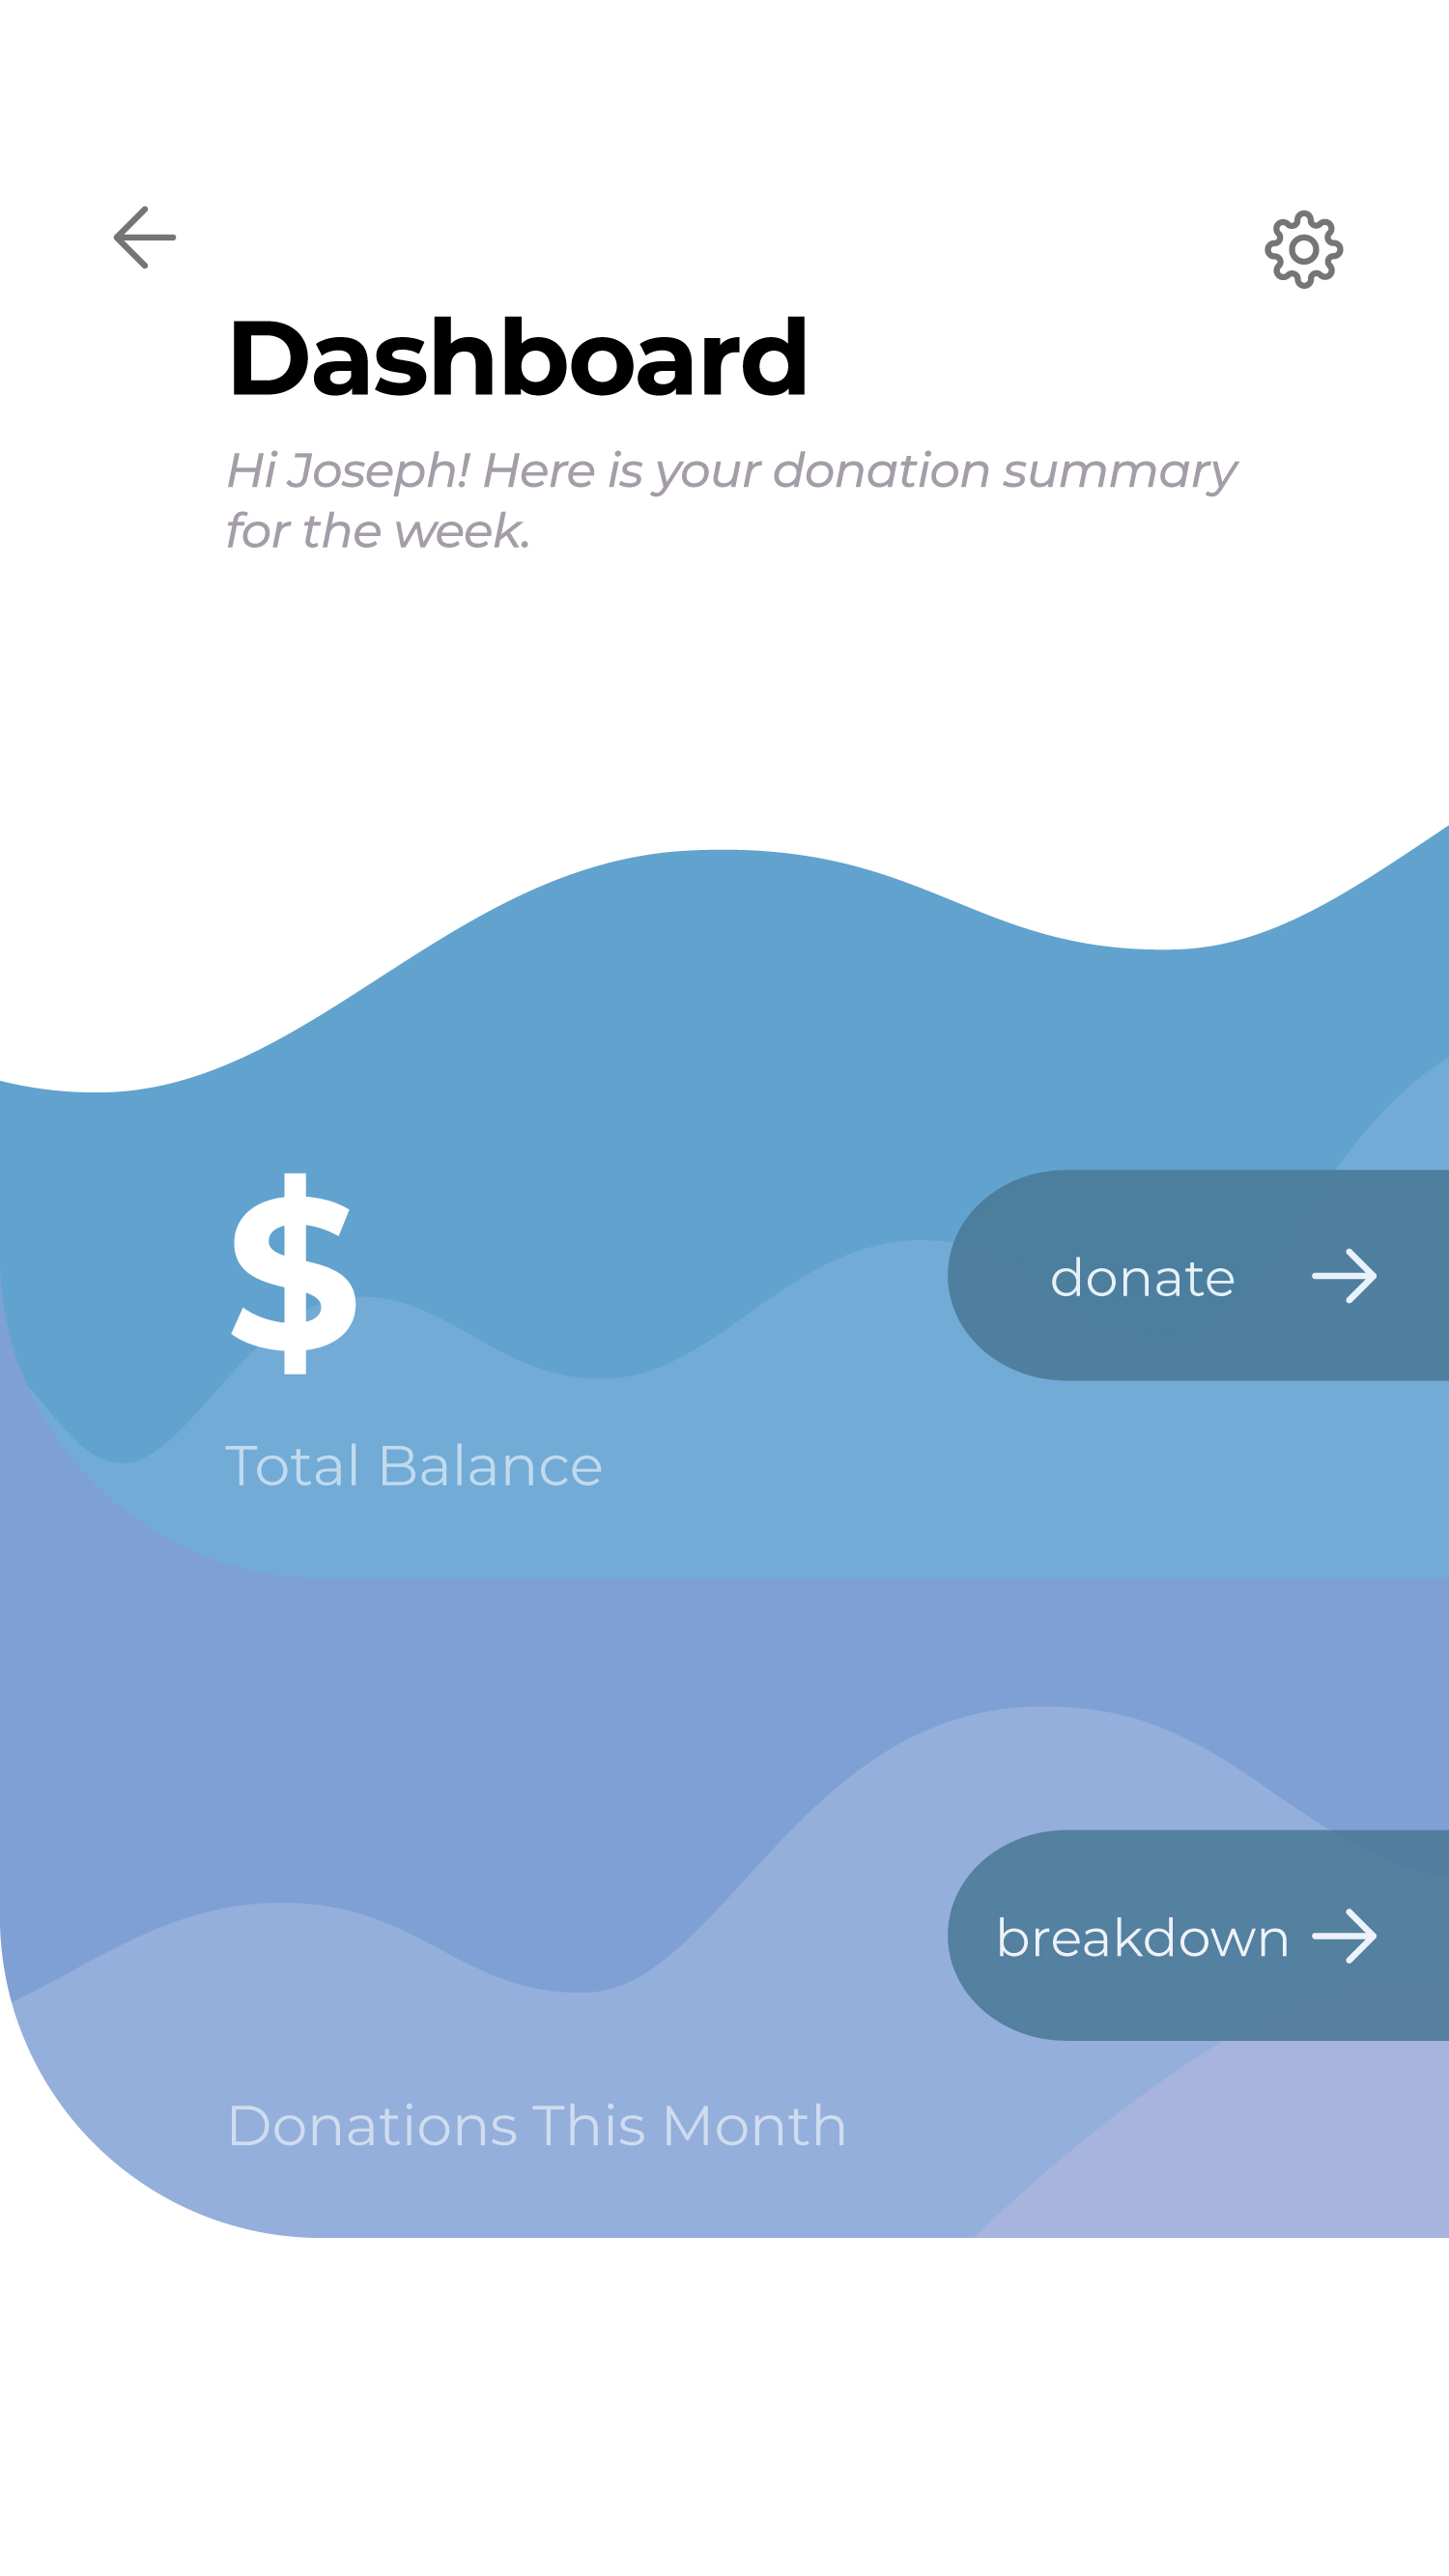 Dashboard
Hi Joseph! Here is your donation summary
for the week.
$
donate
Total Balance
breakdown
Donations This Month